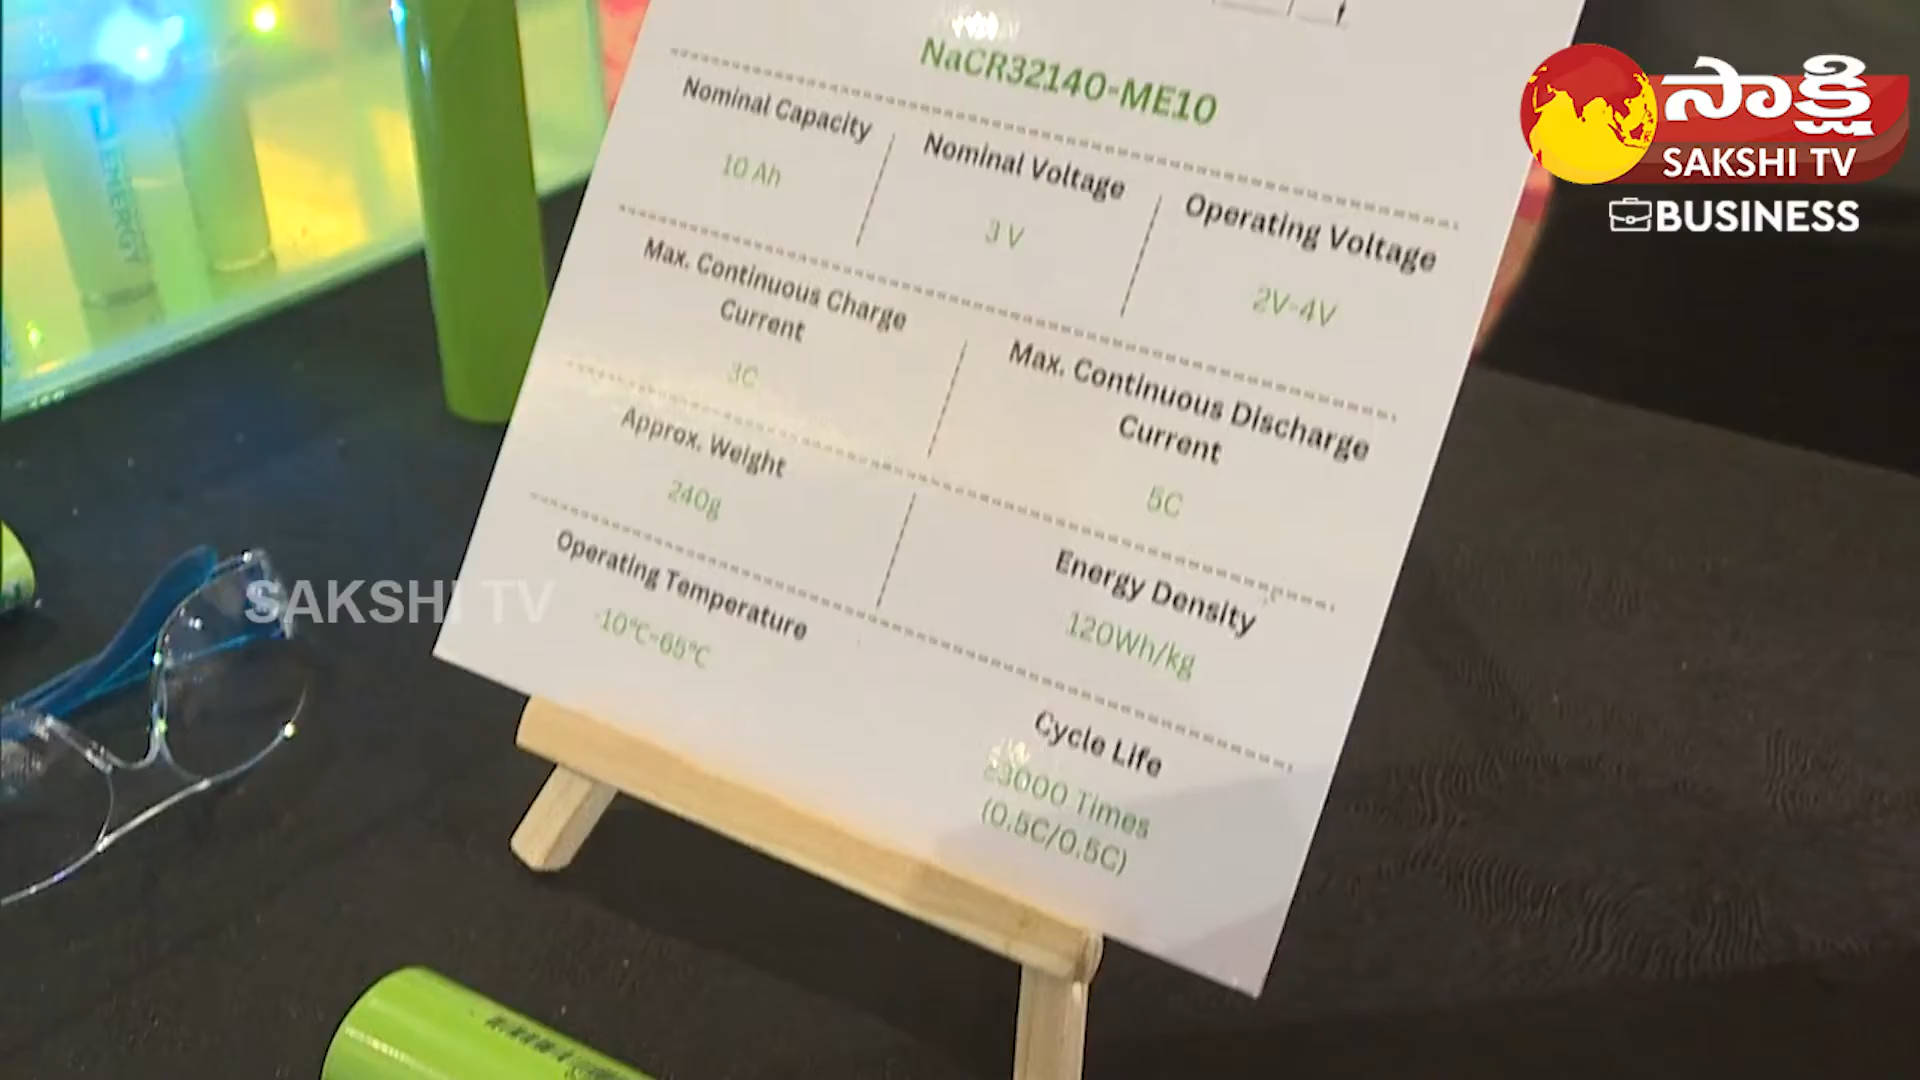 NaCR32140-ME10
Nominal Capacity
10 Ah
Nominal Voltage
3 V
Operating Voltage
2V-4V
Max. Continuous Charge
Current
3C
Max. Continuous Discharge
Current
5C
Approx. Weight
240g
Energy Density
120Wh/kg
Operating Temperature
-10°C~65°C
Cycle Life
≥3000 Times
(0.5C/0.5C)
సాక్షి
SAKSHI TV
BUSINESS
SAKSHI TV
ENERGY